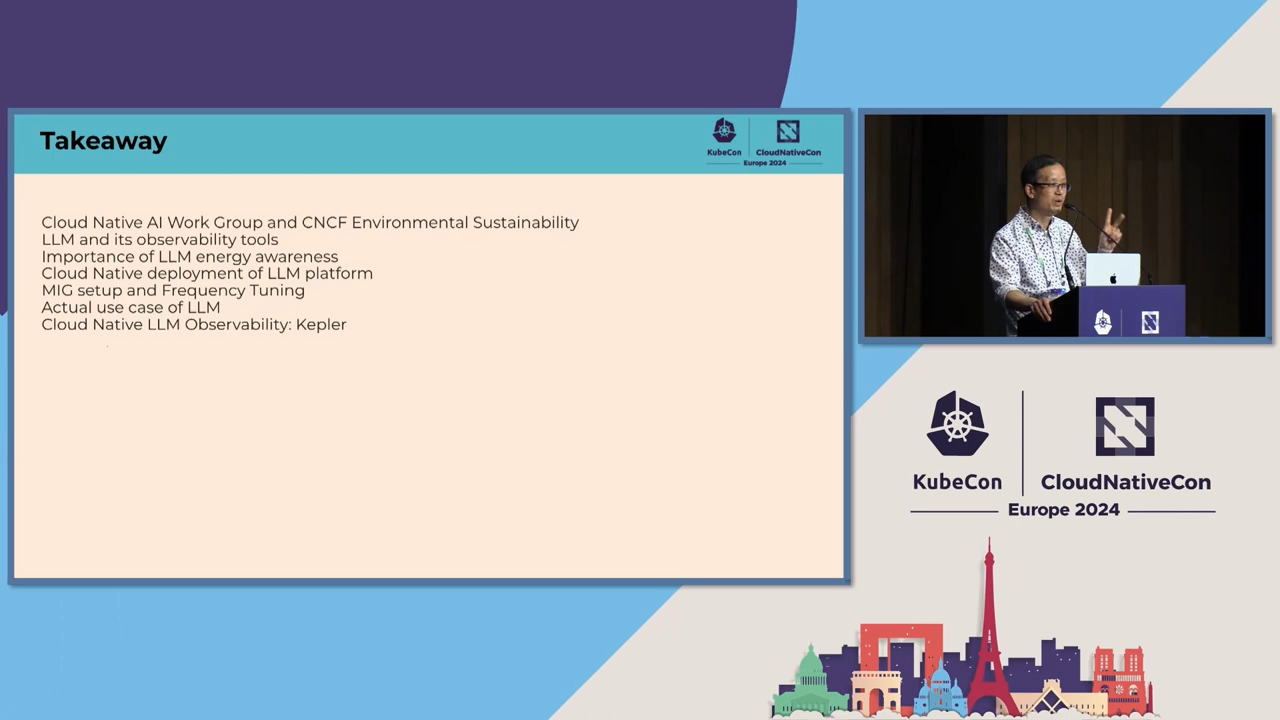 Takeaway
KubeCon
CloudNativeCon
Europe 2024
Cloud Native AI Work Group and CNCF Environmental Sustainability
LLM and its observability tools
Importance of LLM energy awareness
Cloud Native deployment of LLM platform
MIG setup and Frequency Tuning
Actual use case of LLM
Cloud Native LLM Observability: Kepler
KubeCon
CloudNativeCon
Europe 2024